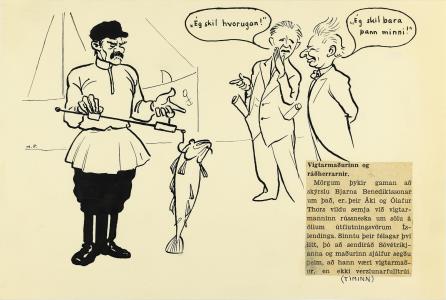 „Ég skil hvorugan!"
„Ég skil bara
þann minni!"
H.P.
Vigtarmaðurinn og
ráðherrarnir.
Mörgum þykir gaman að
skýrslu Bjarna Benediktssonar
um það, er þeir Áki og Ólafur
Thors vildu semja við vigtar-
manninn rússneska um sölu á
öllum útflutningsvörum Ís-
lendinga. Sinntu þeir félagar því
lítt, þó að sendiráð Sovétríkj-
anna og maðurinn sjálfur segðu
þeim, að hann væri vigtarmað-
ur, en ekki verzlunarfulltrúi.
(TÍMINN)